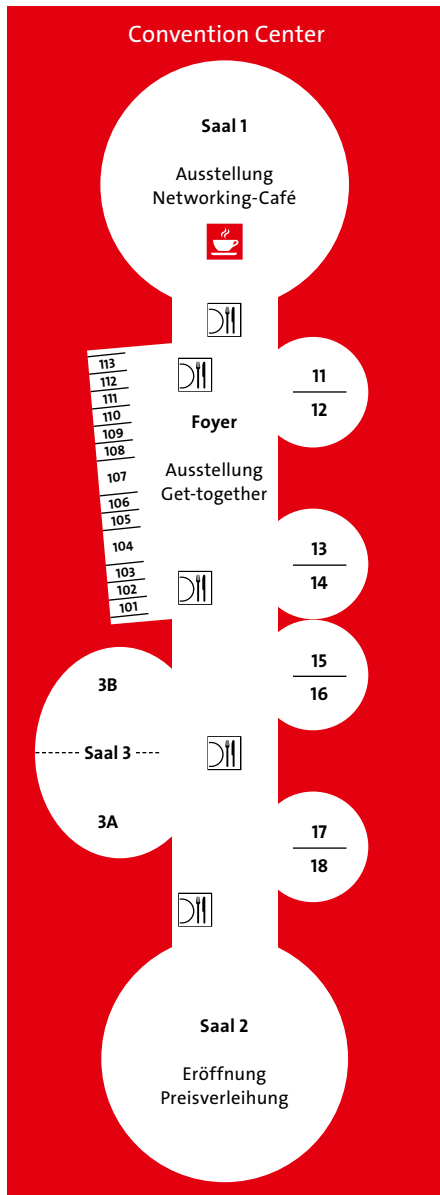 Convention Center
Saal 1
Ausstellung
Networking-Café
113
112
111
110
109
108
107
106
105
104
103
102
101
11
12
Foyer
Ausstellung
Get-together
13
14
15
16
3B
Saal 3
3A
17
18
Saal 2
Eröffnung
Preisverleihung